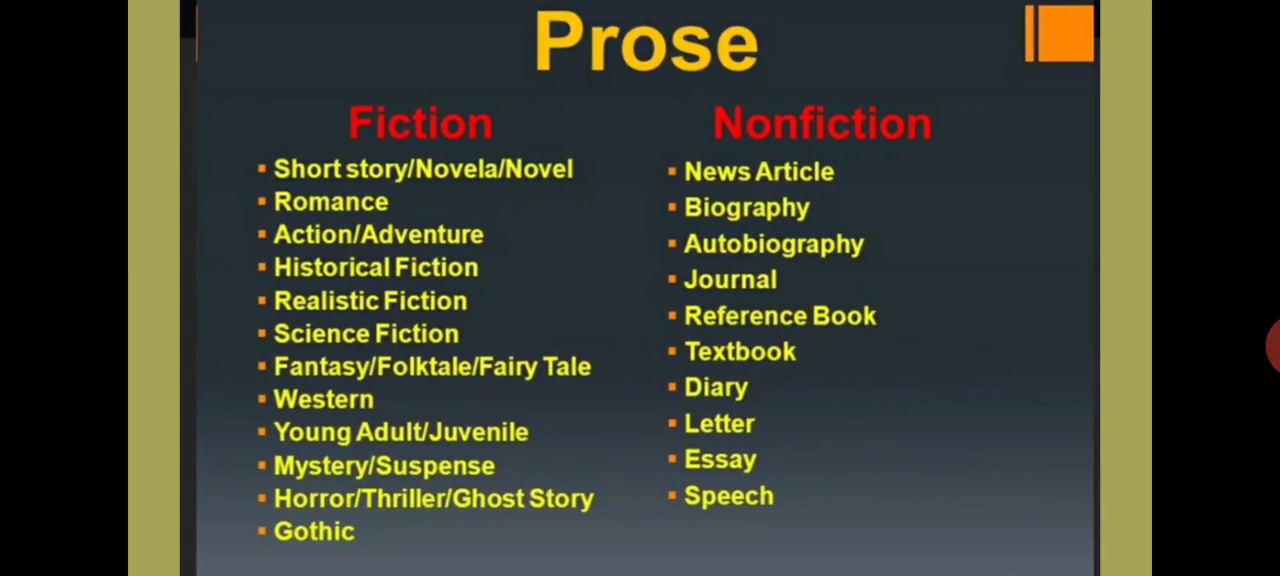 Prose
Fiction
Short story/Novela/Novel
Romance
Action/Adventure
Historical Fiction
Realistic Fiction
Science Fiction
Fantasy/Folktale/Fairy Tale
Western
Young Adult/Juvenile
Mystery/Suspense
Horror/Thriller/Ghost Story
Gothic
Nonfiction
News Article
Biography
Autobiography
Journal
Reference Book
Textbook
Diary
Letter
Essay
Speech